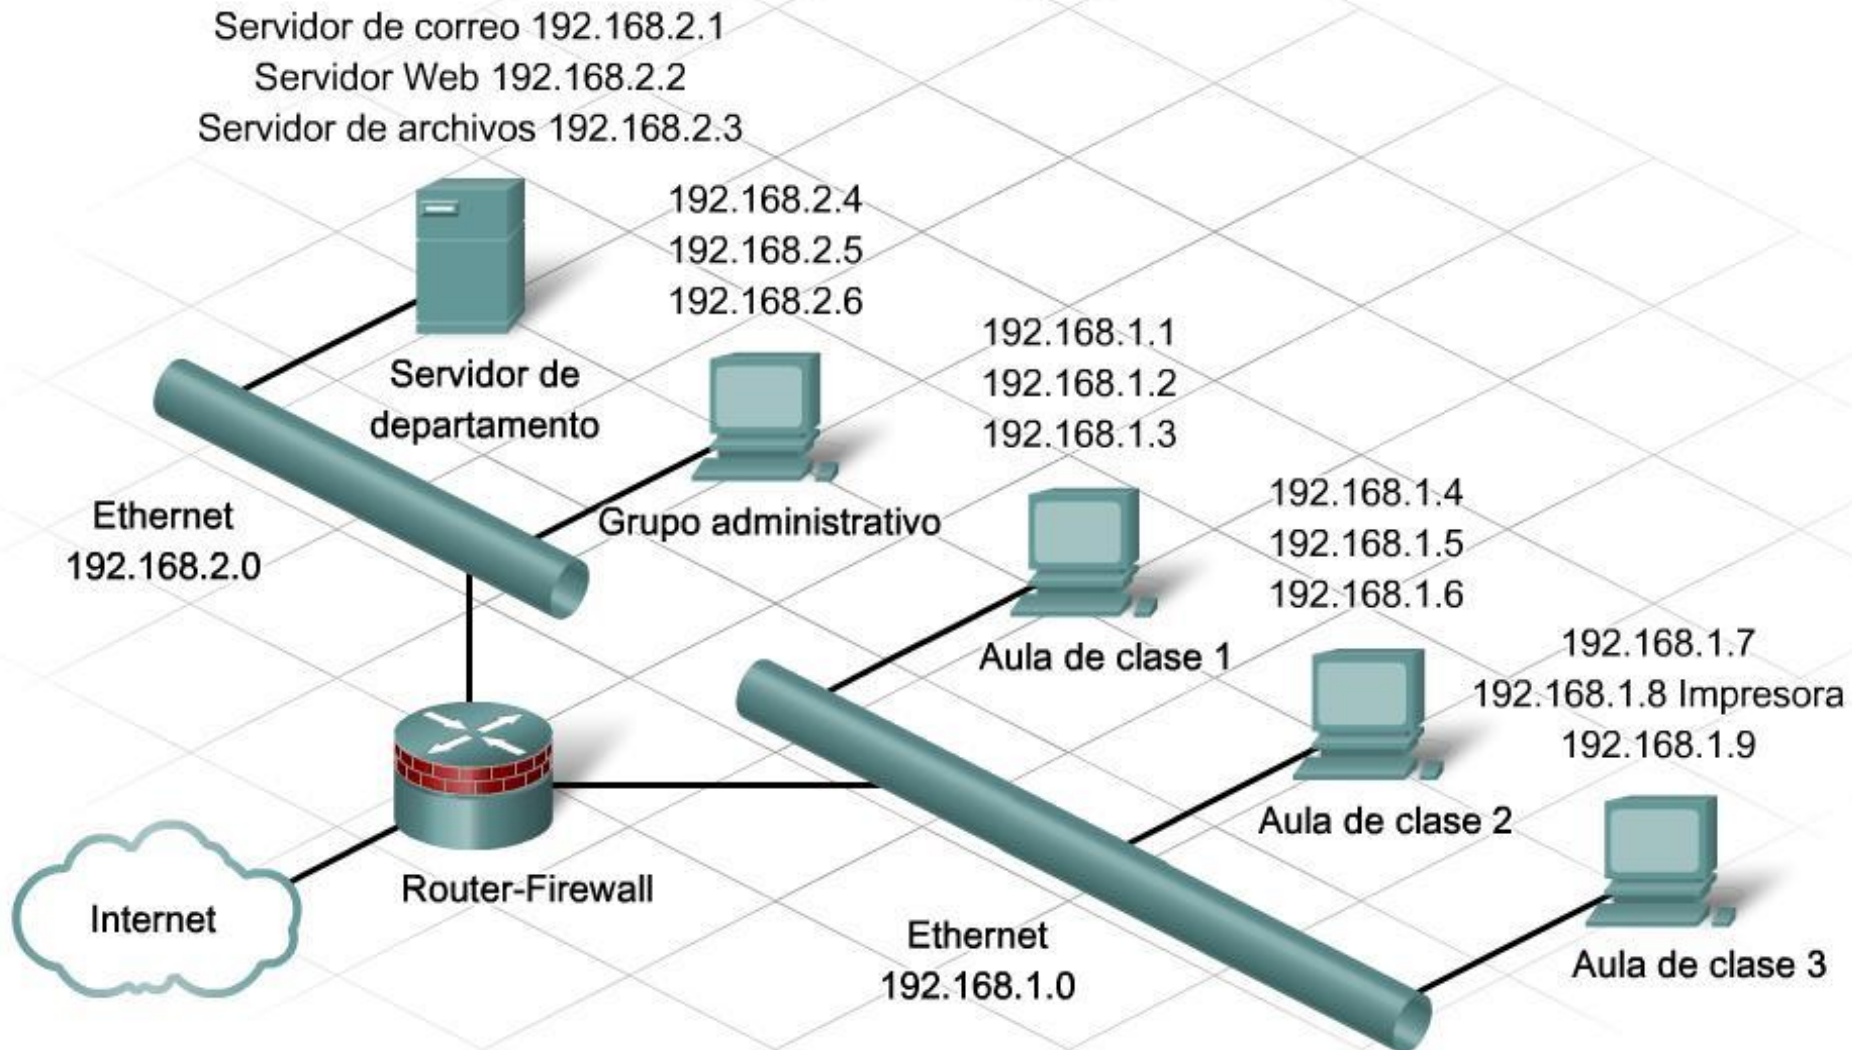 Servidor de correo 192.168.2.1
Servidor Web 192.168.2.2
Servidor de archivos 192.168.2.3
192.168.2.4
192.168.2.5
192.168.2.6
Servidor de
departamento
192.168.1.1
192.168.1.2
192.168.1.3
Grupo administrativo
Ethernet
192.168.2.0
192.168.1.4
192.168.1.5
192.168.1.6
Aula de clase 1
192.168.1.7
192.168.1.8 Impresora
192.168.1.9
Aula de clase 2
Router-Firewall
Internet
Ethernet
192.168.1.0
Aula de clase 3